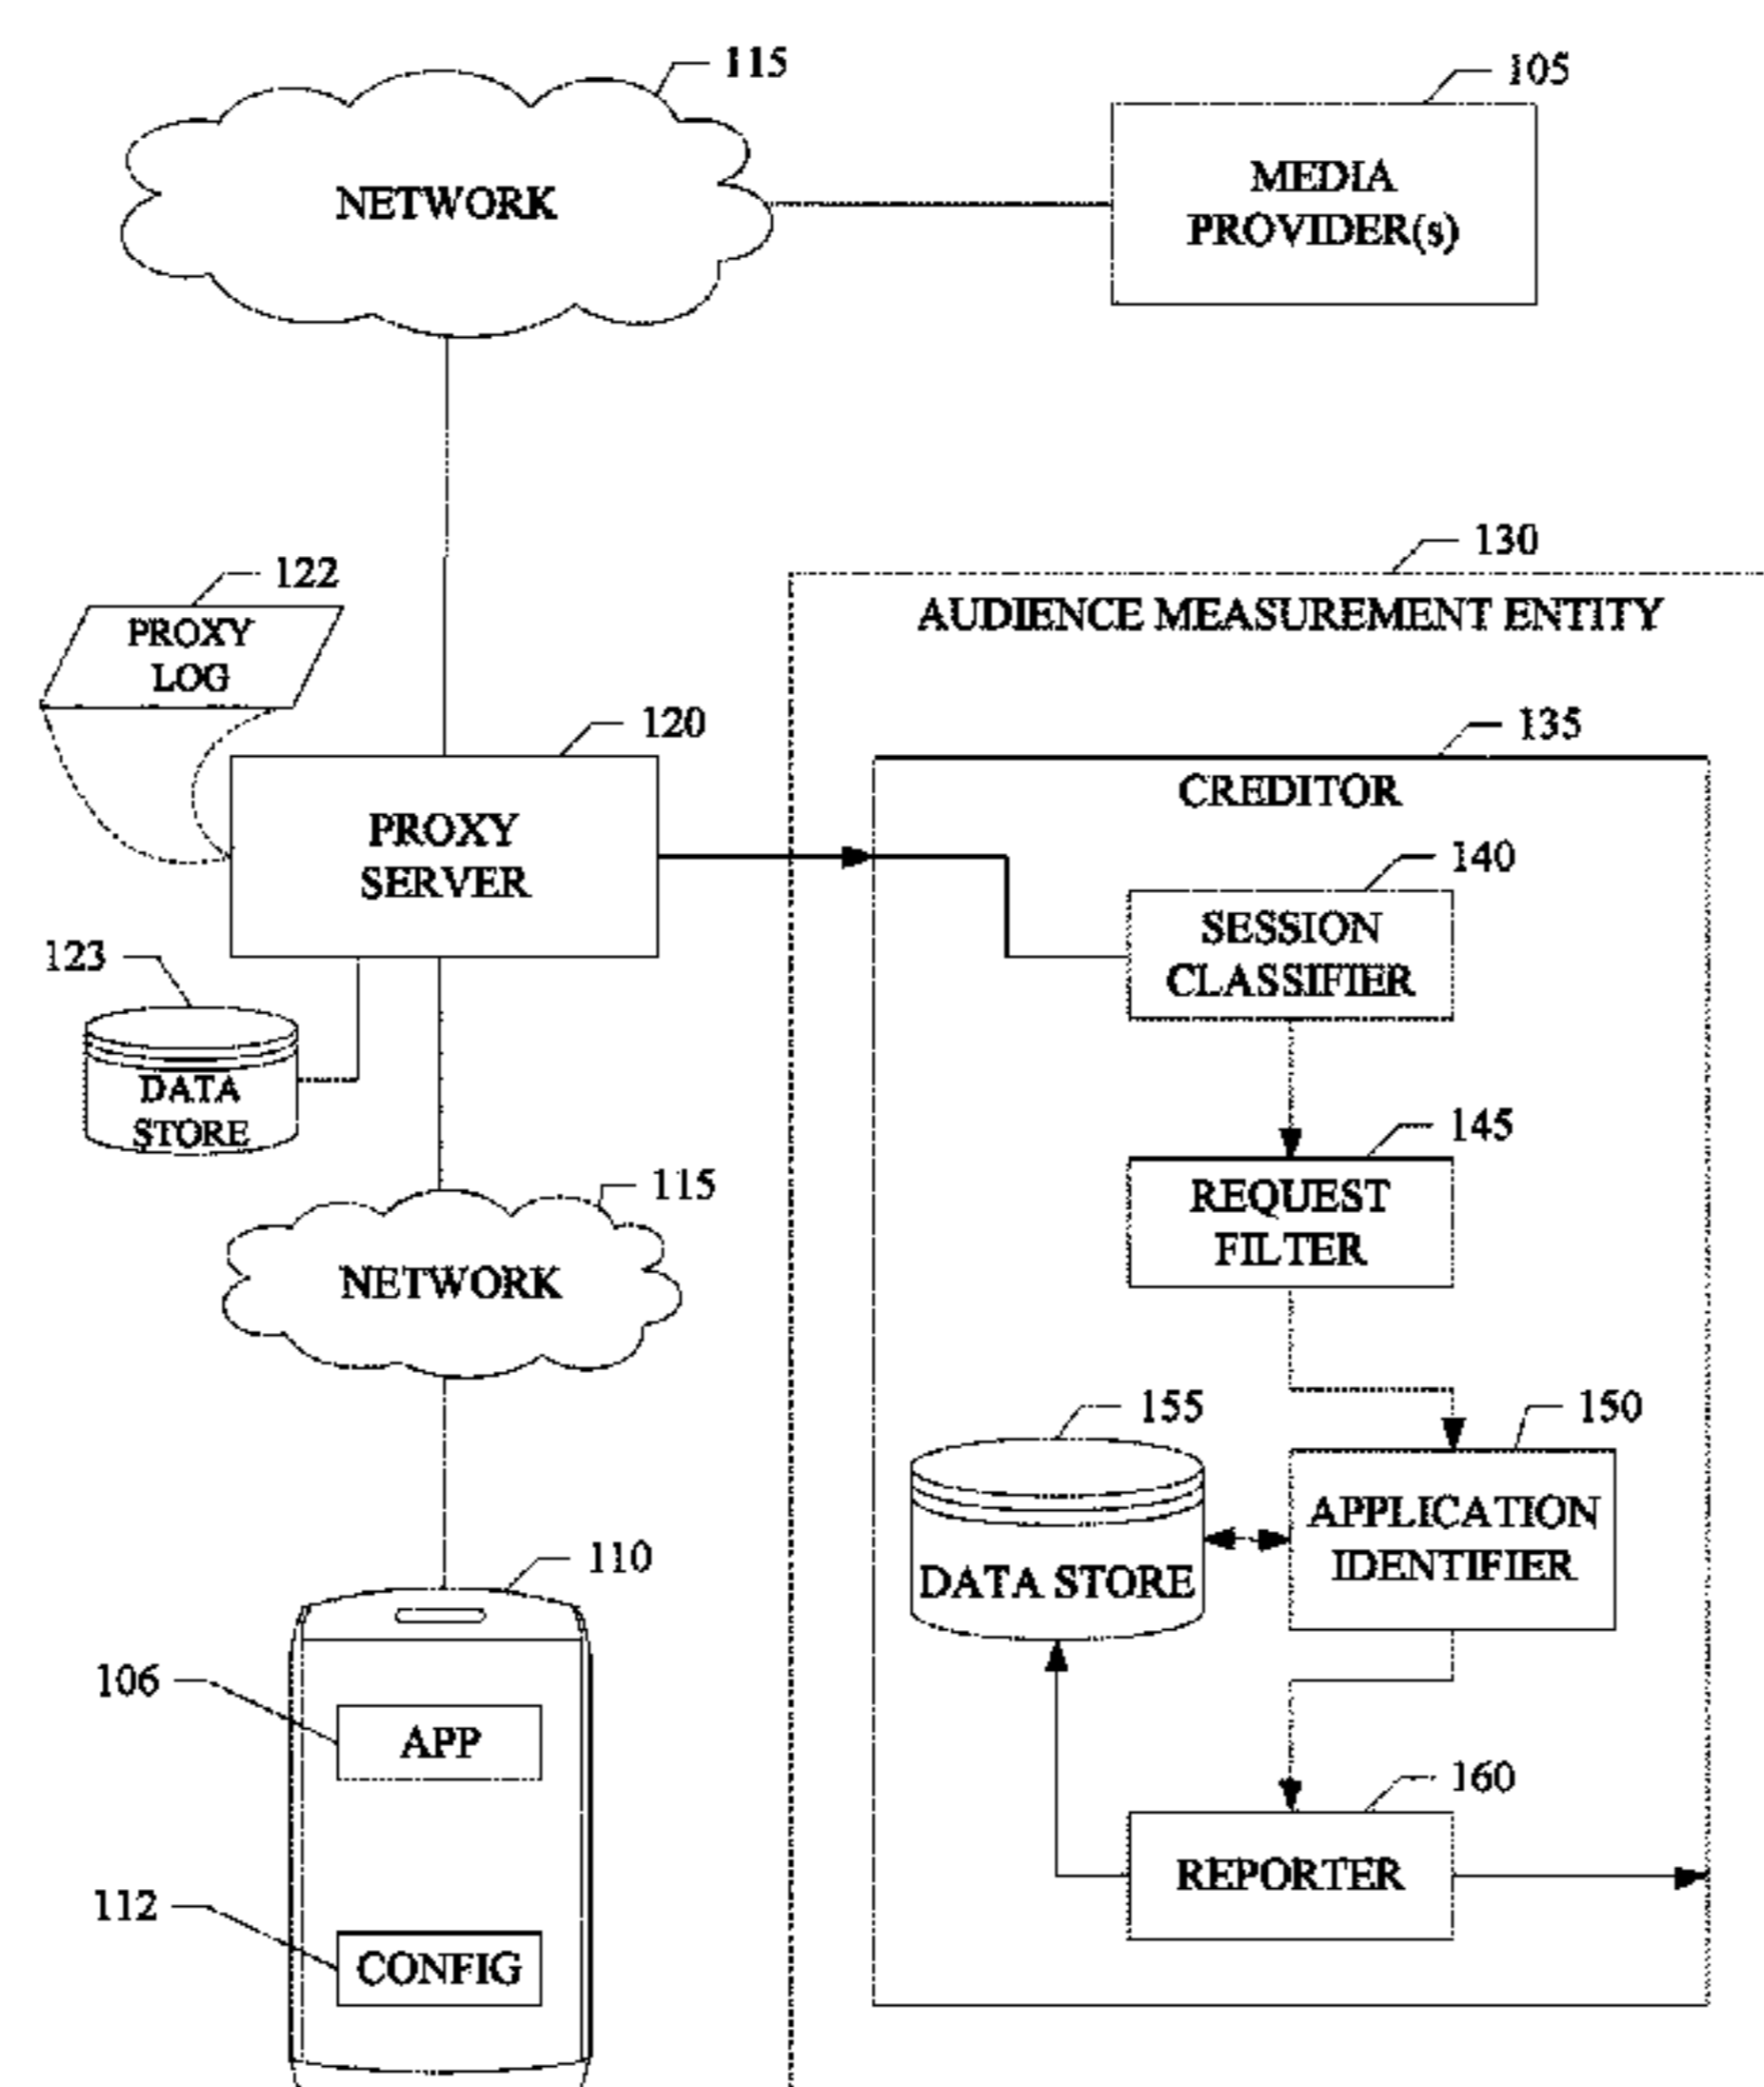 115
105
NETWORK
MEDIA
PROVIDER(s)
130
AUDIENCE MEASUREMENT ENTITY
122
PROXY
LOG
120
135
CREDITOR
PROXY
SERVER
140
SESSION
CLASSIFIER
123
DATA
STORE
145
REQUEST
FILTER
115
NETWORK
155
150
DATA STORE
APPLICATION
IDENTIFIER
110
106
APP
160
REPORTER
112
CONFIG